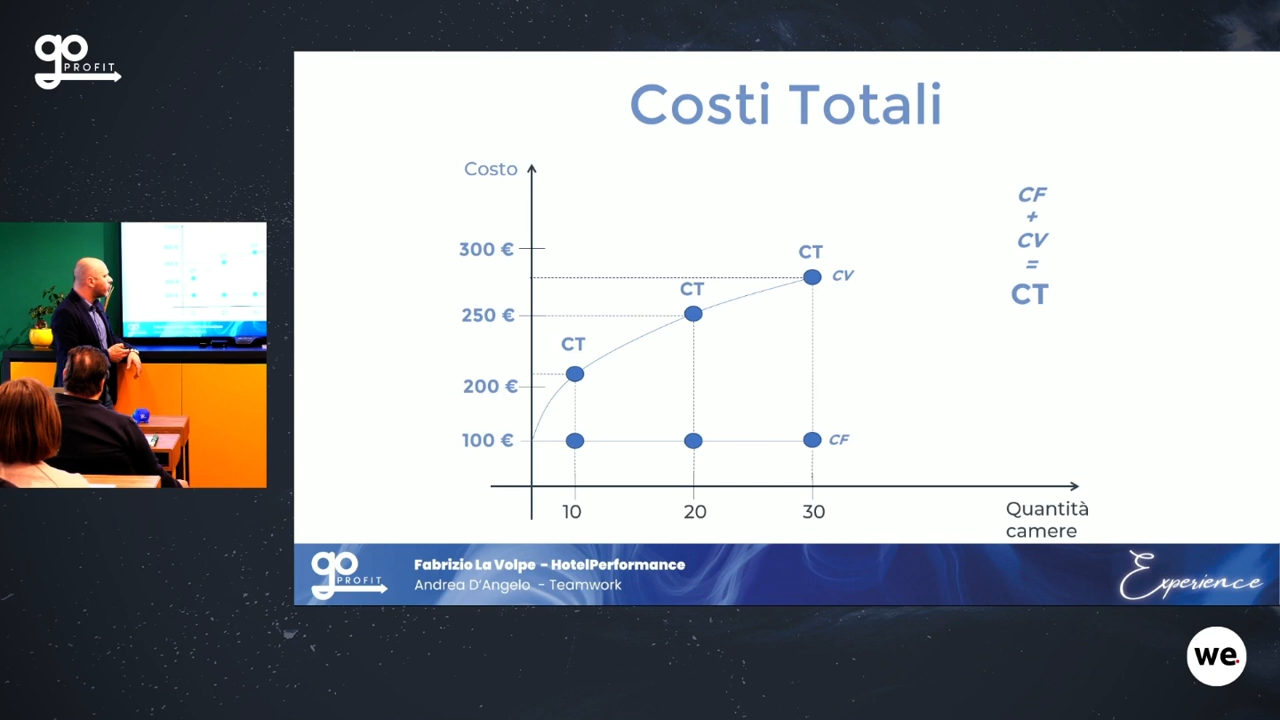 go
PROFIT
Costi Totali
Costo
300 €
250 €
200 €
100 €
CT
CT
CT
CV
CF
CF
+
CV
=
CT
10
20
30
Quantità
camere
go
PROFIT
Fabrizio La Volpe - HotelPerformance
Andrea D'Angelo - Teamwork
Experience
we.